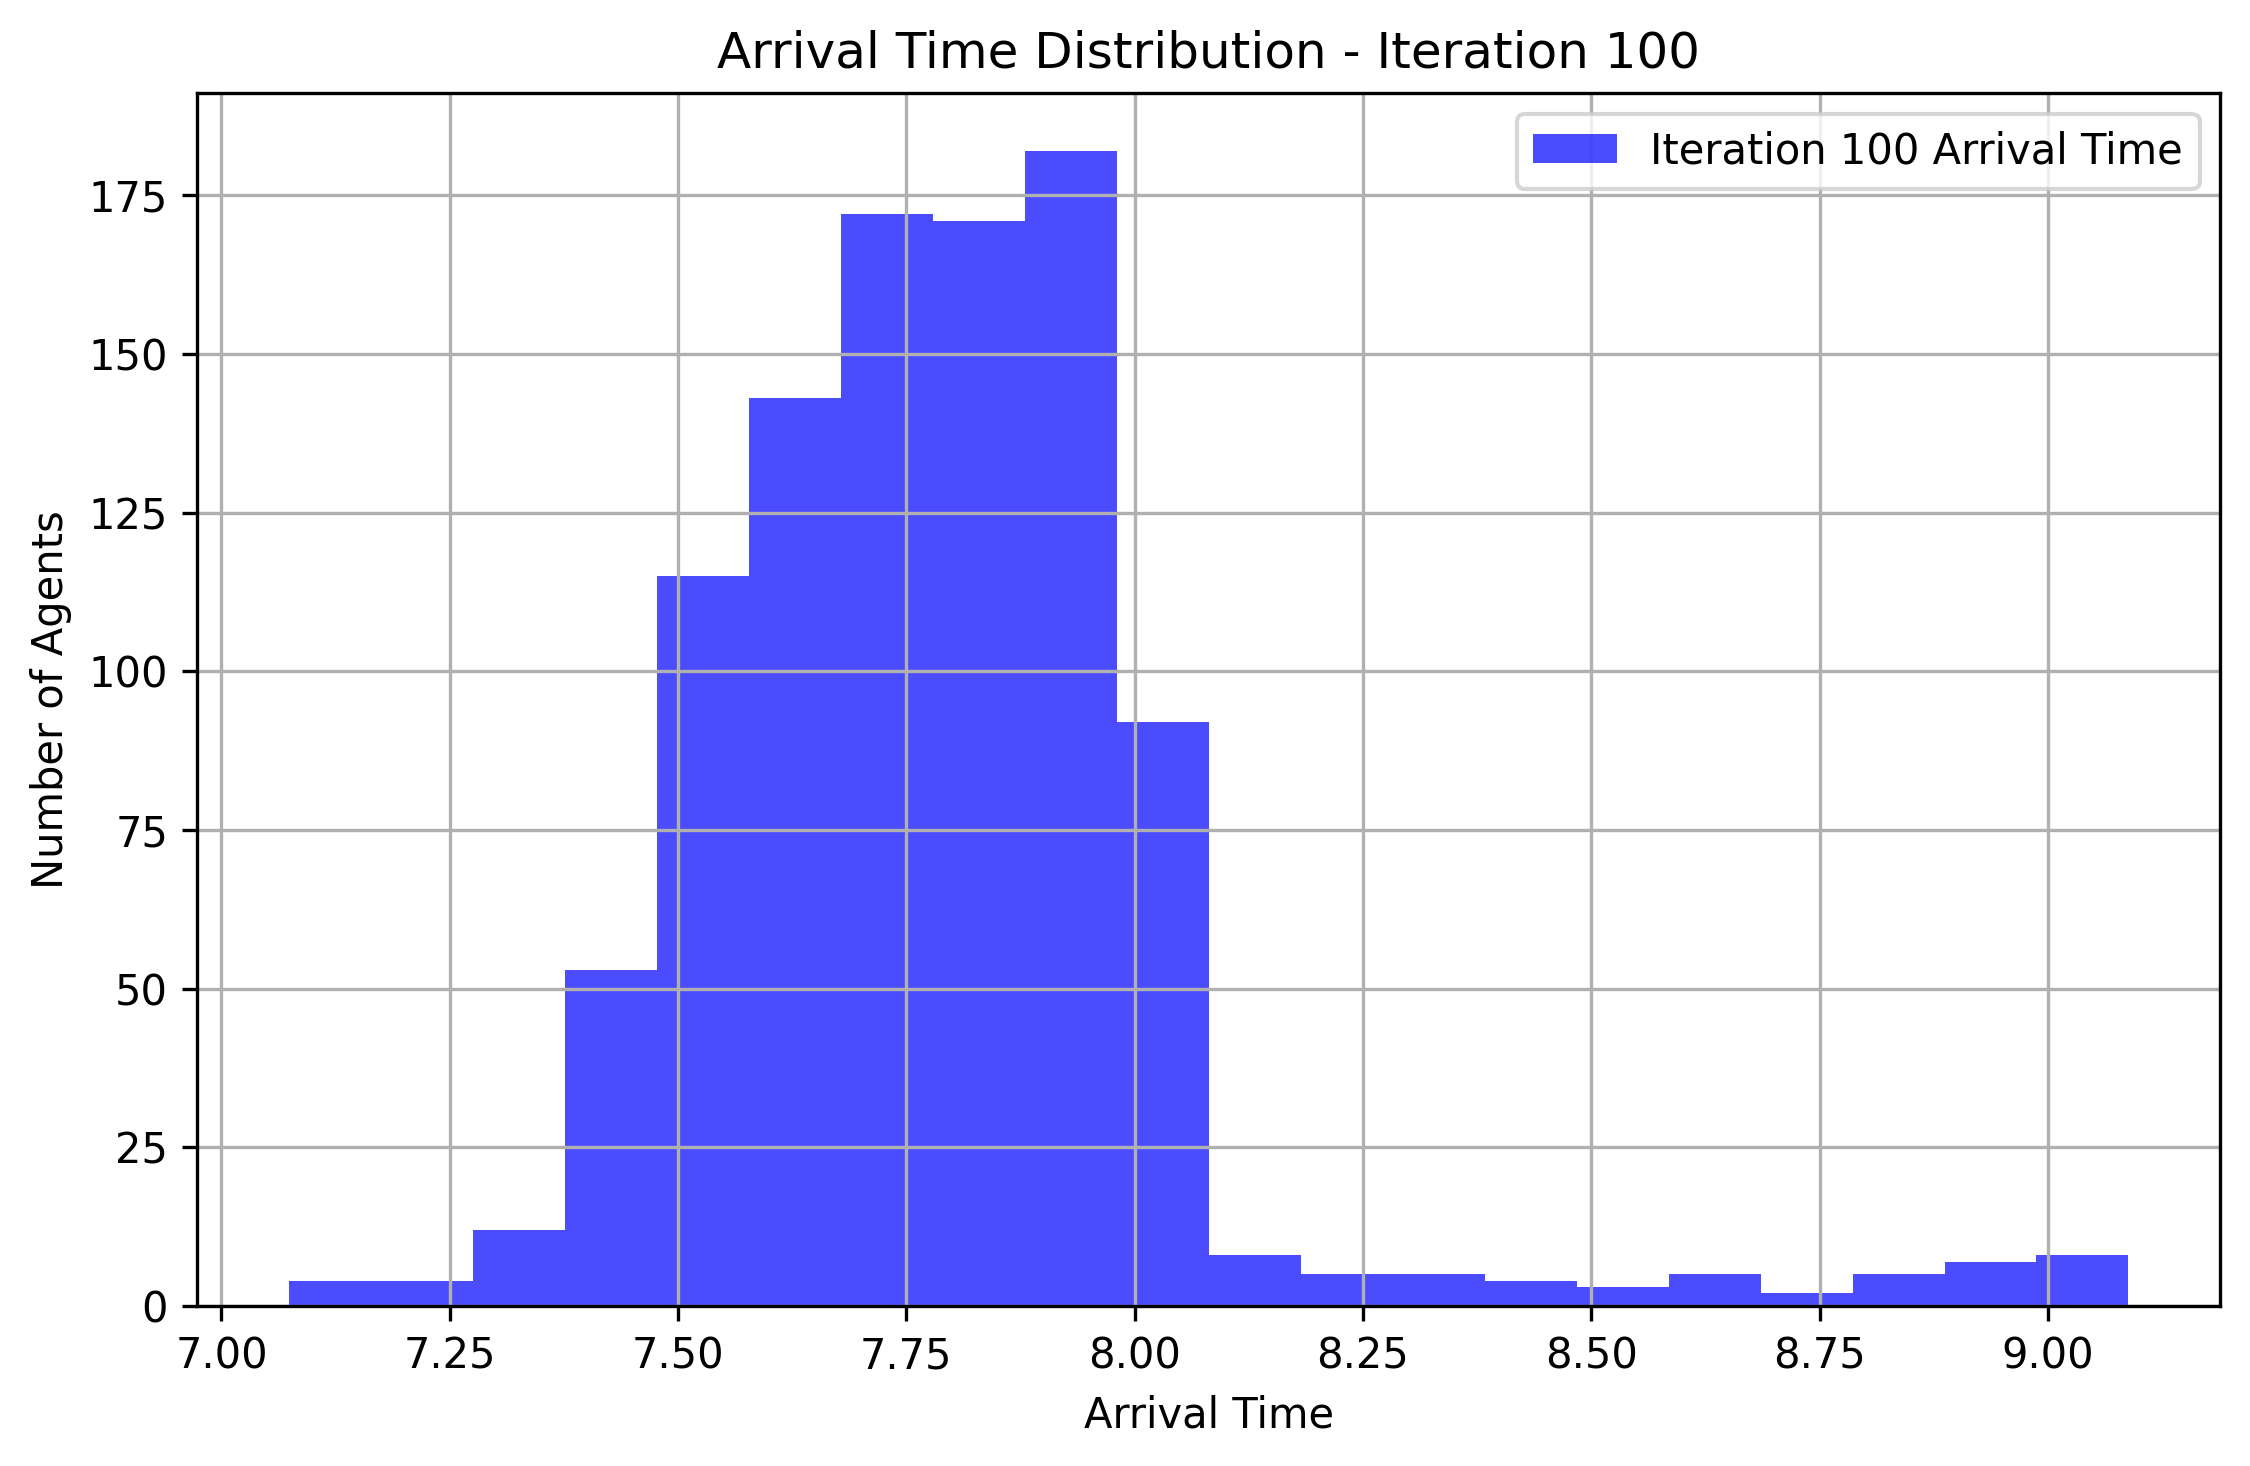 Arrival Time Distribution - Iteration 100
Iteration 100 Arrival Time
Number of Agents
175
150
125
100
75
50
25
0
7.00 7.25 7.50 7.75 8.00 8.25 8.50 8.75 9.00
Arrival Time